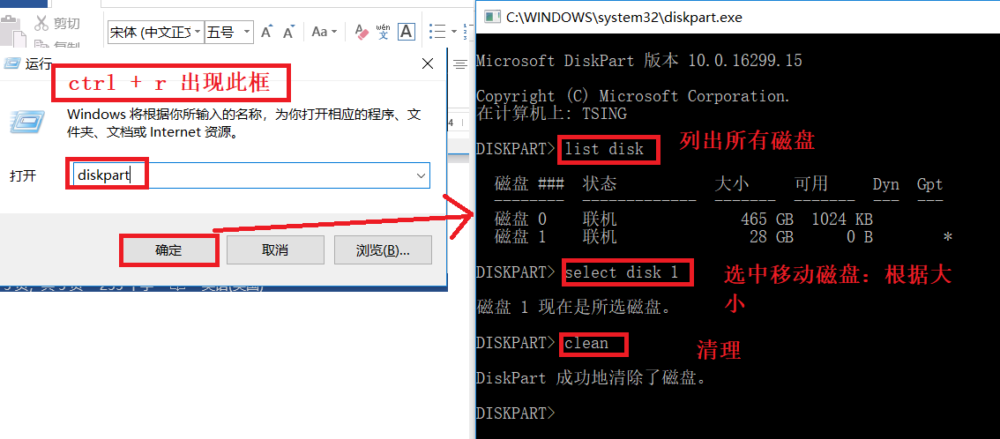 剪切
复制
宋体 (中文正 五号 A A Aa wén 文 A
运行
ctrl + r 出现此框
Windows 将根据你所输入的名称，为你打开相应的程序、文
件夹、文档或 Internet 资源。
打开 diskpart
确定 取消 浏览(B)...
C:\WINDOWS\system32\diskpart.exe
Microsoft DiskPart 版本 10.0.16299.15
Copyright (C) Microsoft Corporation.
在计算机上: TSING
DISKPART> list disk
列出所有磁盘
磁盘 ### 状态 大小 可用 Dyn Gpt
-------- ------------- ------- ------- --- ---
磁盘 0 联机 465 GB 1024 KB
磁盘 1 联机 28 GB 0 B *
DISKPART> select disk 1
选中移动磁盘：根据大
小
磁盘 1 现在是所选磁盘。
DISKPART> clean
清理
DiskPart 成功地清除了磁盘。
DISKPART>